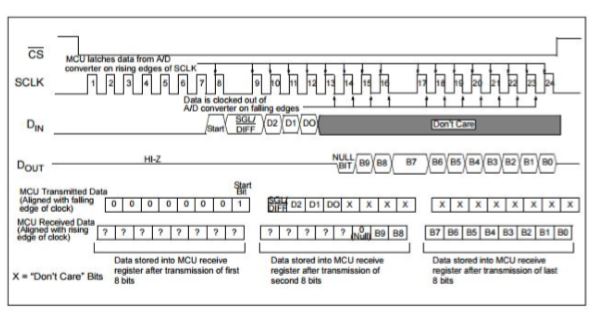 CS
MCU latches data from A/D
converter on rising edges of SCLK
SCLK
1 2 3 4 5 6 7 8 9 10 11 12 13 14 15 16 17 18 19 20 21 22 23 24
Data is clocked out of
A/D converter on falling edges
DIN
Start SGL/DIFF D2 D1 DO Don't Care
DOUT
HI-Z
NULL BIT B9 B8 B7 B6 B5 B4 B3 B2 B1 B0
MCU Transmitted Data
(Aligned with falling
edge of clock)
Start
Bit
0 0 0 0 0 0 0 1 SGL/DIFF D2 D1 DO X X X X X X X X X X X X
MCU Received Data
(Aligned with rising
edge of clock)
? ? ? ? ? ? ? ? ? ? ? ? ? 0 (Null) B9 B8 B7 B6 B5 B4 B3 B2 B1 B0
X = "Don't Care" Bits
Data stored into MCU receive
register after transmission of first
8 bits
Data stored into MCU receive
register after transmission of
second 8 bits
Data stored into MCU receive
register after transmission of last
8 bits